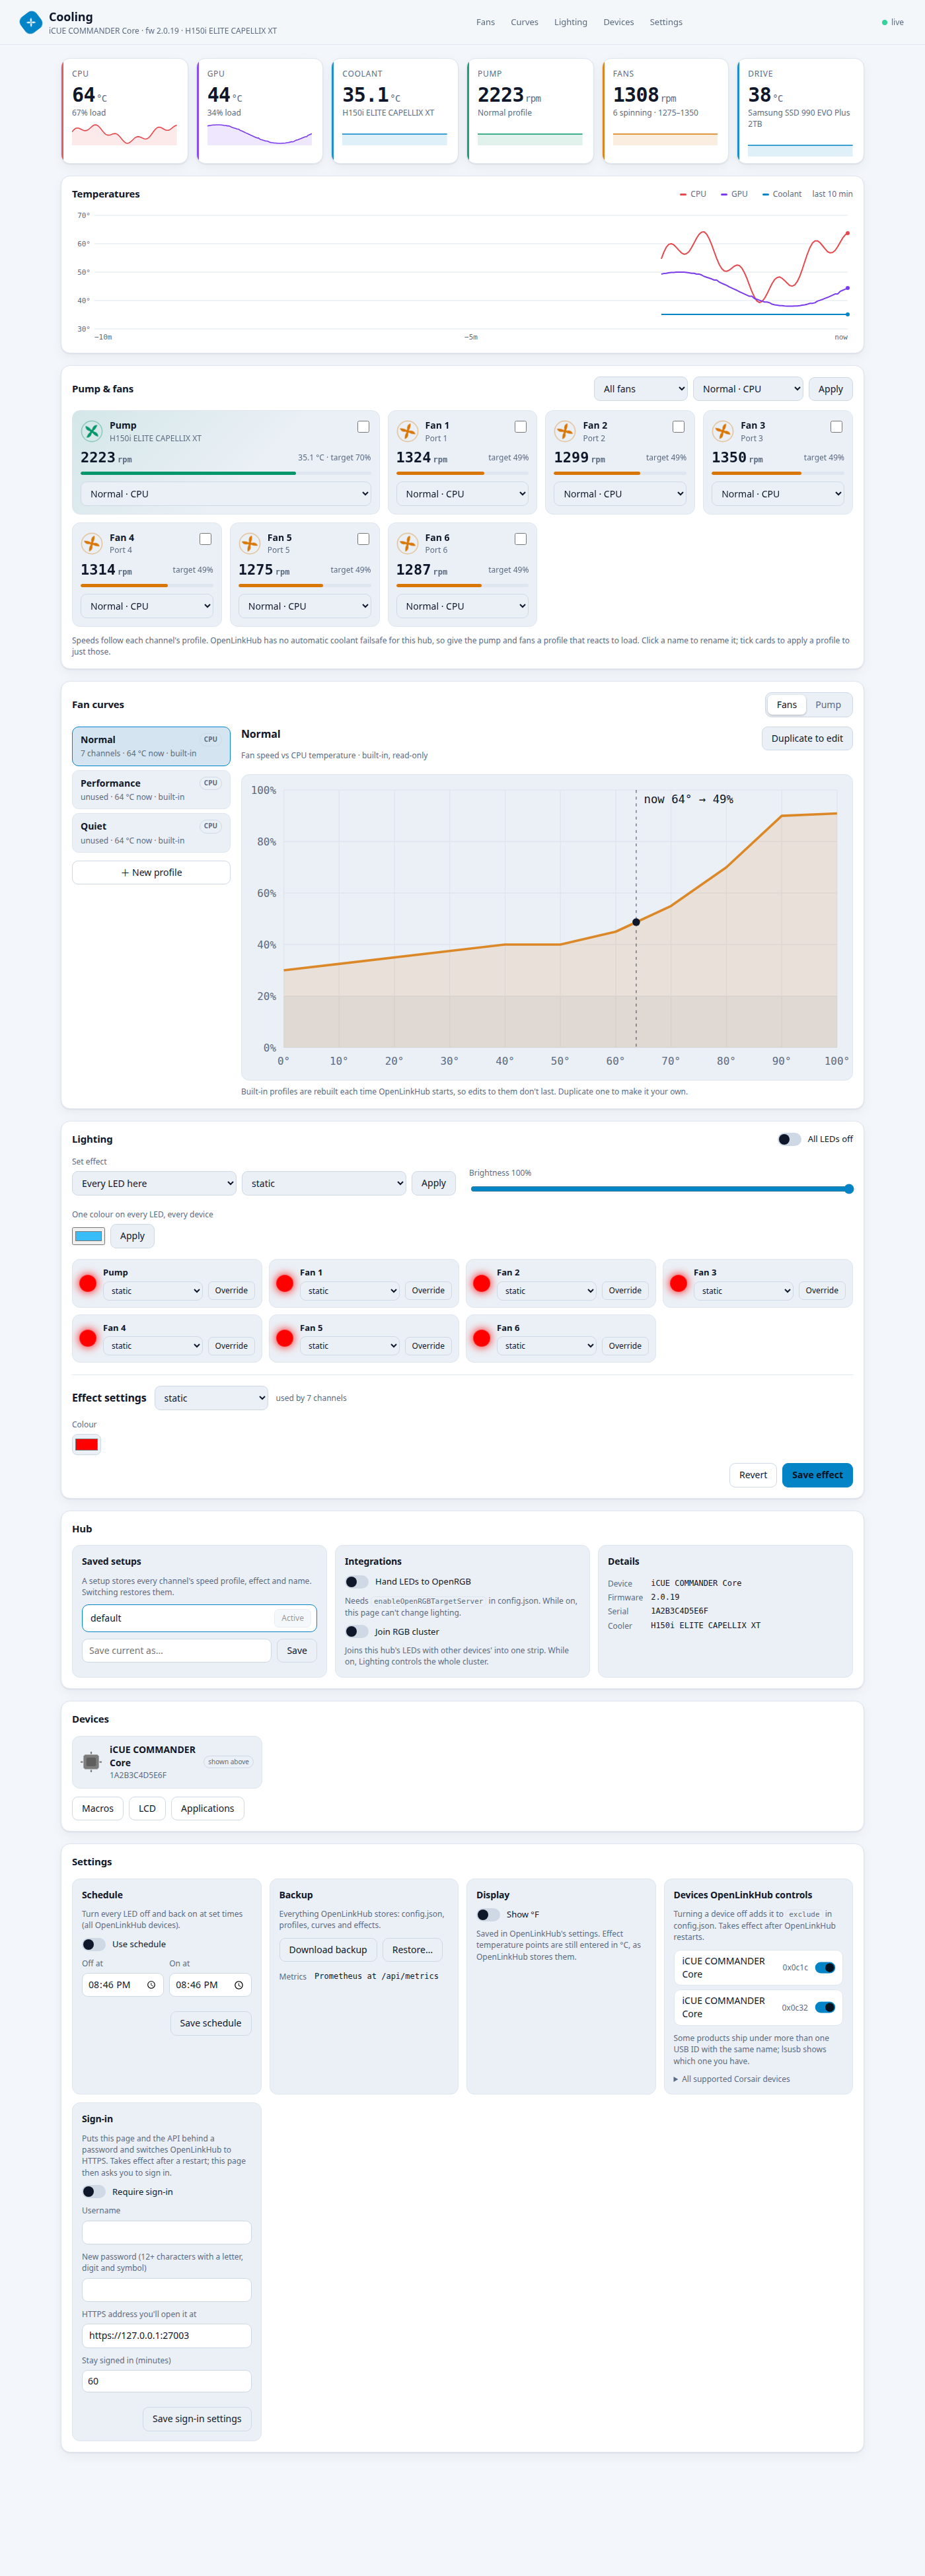 Cooling
iCUE COMMANDER Core · fw 2.0.19 · H150i ELITE CAPELLIX XT
Fans Curves Lighting Devices Settings
live
CPU
64 °C
67% load
GPU
44 °C
34% load
COOLANT
35.1 °C
H150i ELITE CAPELLIX XT
PUMP
2223 rpm
Normal profile
FANS
1308 rpm
6 spinning · 1275–1350
DRIVE
38 °C
Samsung SSD 990 EVO Plus
2TB
Temperatures
CPU GPU Coolant last 10 min
70°
60°
50°
40°
30°
−10m −5m now
Pump & fans
All fans Normal · CPU Apply
Pump
H150i ELITE CAPELLIX XT
2223 rpm 35.1 °C · target 70%
Normal · CPU
Fan 1
Port 1
1324 rpm target 49%
Normal · CPU
Fan 2
Port 2
1299 rpm target 49%
Normal · CPU
Fan 3
Port 3
1350 rpm target 49%
Normal · CPU
Fan 4
Port 4
1314 rpm target 49%
Normal · CPU
Fan 5
Port 5
1275 rpm target 49%
Normal · CPU
Fan 6
Port 6
1287 rpm target 49%
Normal · CPU
Speeds follow each channel's profile. OpenLinkHub has no automatic coolant failsafe for this hub, so give the pump and fans a profile that reacts to load. Click a name to rename it; tick cards to apply a profile to
just those.
Fan curves
Fans Pump
Normal CPU
7 channels · 64 °C now · built-in
Performance CPU
unused · 64 °C now · built-in
Quiet CPU
unused · 64 °C now · built-in
+ New profile
Normal
Duplicate to edit
Fan speed vs CPU temperature · built-in, read-only
now 64° → 49%
100%
80%
60%
40%
20%
0%
0° 10° 20° 30° 40° 50° 60° 70° 80° 90° 100°
Built-in profiles are rebuilt each time OpenLinkHub starts, so edits to them don't last. Duplicate one to make it your own.
Lighting
All LEDs off
Set effect
Every LED here static Apply
Brightness 100%
One colour on every LED, every device
Apply
Pump
static Override
Fan 1
static Override
Fan 2
static Override
Fan 3
static Override
Fan 4
static Override
Fan 5
static Override
Fan 6
static Override
Effect settings static used by 7 channels
Colour
Revert Save effect
Hub
Saved setups
A setup stores every channel's speed profile, effect and name.
Switching restores them.
default Active
Save current as... Save
Integrations
Hand LEDs to OpenRGB
Needs enableOpenRGBTargetServer in config.json. While on,
this page can't change lighting.
Join RGB cluster
Joins this hub's LEDs with other devices' into one strip. While
on, Lighting controls the whole cluster.
Details
Device iCUE COMMANDER Core
Firmware 2.0.19
Serial 1A2B3C4D5E6F
Cooler H150i ELITE CAPELLIX XT
Devices
iCUE COMMANDER
Core
1A2B3C4D5E6F
shown above
Macros LCD Applications
Settings
Schedule
Turn every LED off and back on at set times
(all OpenLinkHub devices).
Use schedule
Off at On at
08:46 PM 08:46 PM
Save schedule
Backup
Everything OpenLinkHub stores: config.json,
profiles, curves and effects.
Download backup Restore...
Metrics Prometheus at /api/metrics
Display
Show °F
Saved in OpenLinkHub's settings. Effect
temperature points are still entered in °C, as
OpenLinkHub stores them.
Devices OpenLinkHub controls
Turning a device off adds it to exclude in
config.json. Takes effect after OpenLinkHub
restarts.
iCUE COMMANDER
Core
0x0c1c
iCUE COMMANDER
Core
0x0c32
Some products ship under more than one
USB ID with the same name; lsusb shows
which one you have.
All supported Corsair devices
Sign-in
Puts this page and the API behind a
password and switches OpenLinkHub to
HTTPS. Takes effect after a restart; this page
then asks you to sign in.
Require sign-in
Username
New password (12+ characters with a letter,
digit and symbol)
HTTPS address you'll open it at
https://127.0.0.1:27003
Stay signed in (minutes)
60
Save sign-in settings